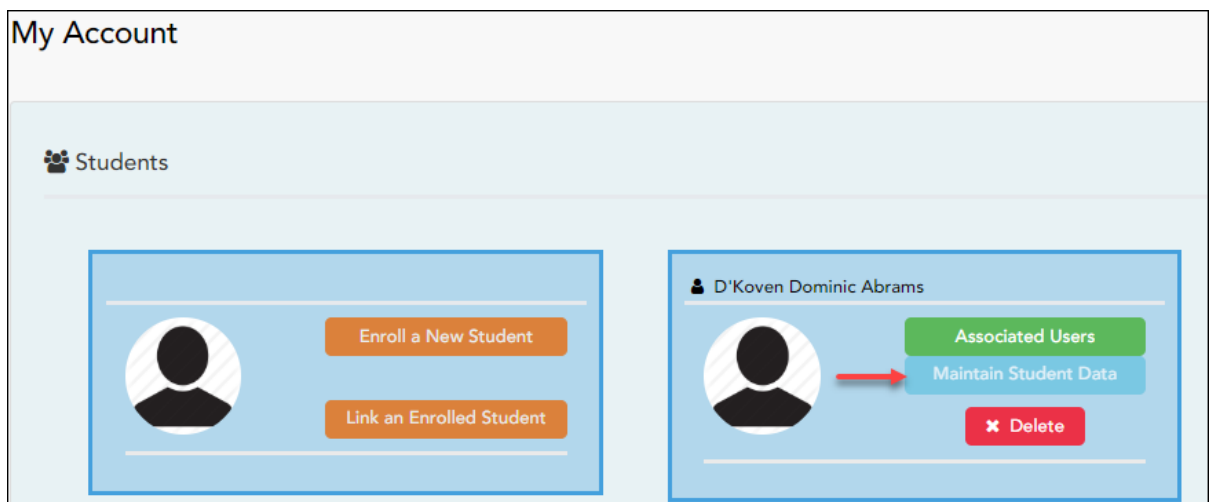 My Account
Students
Enroll a New Student
Link an Enrolled Student
D'Koven Dominic Abrams
Associated Users
Maintain Student Data
Delete